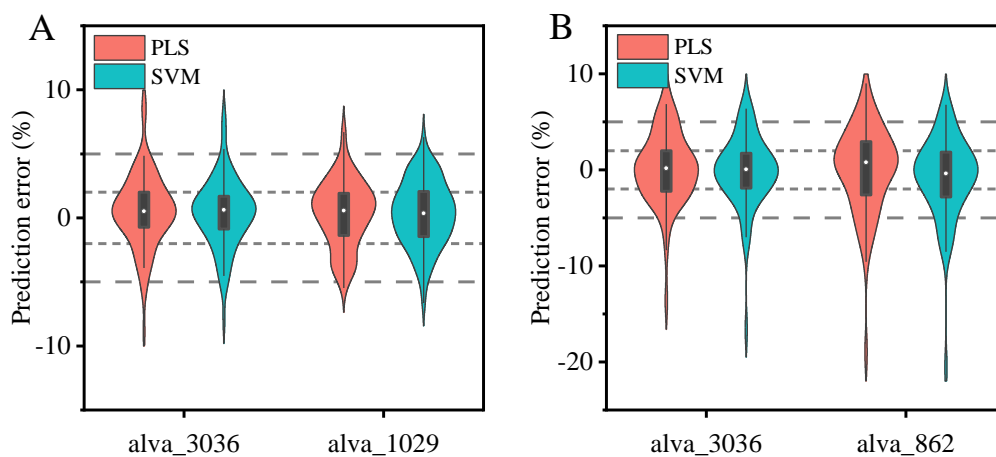 A
PLS
SVM
Prediction error (%)
10
0
-10
alva_3036
alva_1029
B
PLS
SVM
Prediction error (%)
10
0
-10
-20
alva_3036
alva_862